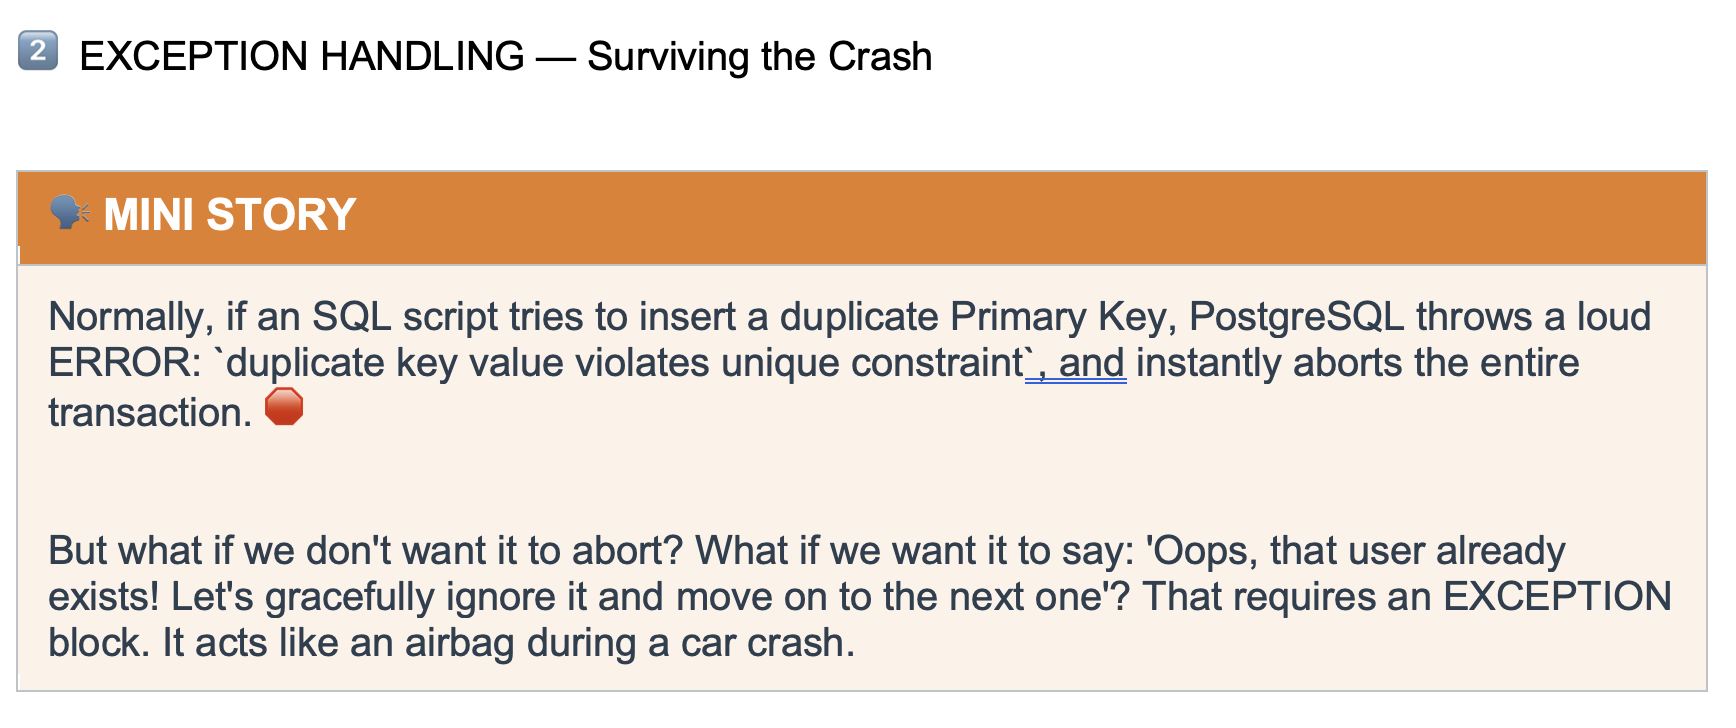 2️⃣ EXCEPTION HANDLING — Surviving the Crash
🗣️ MINI STORY
Normally, if an SQL script tries to insert a duplicate Primary Key, PostgreSQL throws a loud
ERROR: `duplicate key value violates unique constraint`, and instantly aborts the entire
transaction. 🛑
But what if we don't want it to abort? What if we want it to say: 'Oops, that user already
exists! Let's gracefully ignore it and move on to the next one'? That requires an EXCEPTION
block. It acts like an airbag during a car crash.